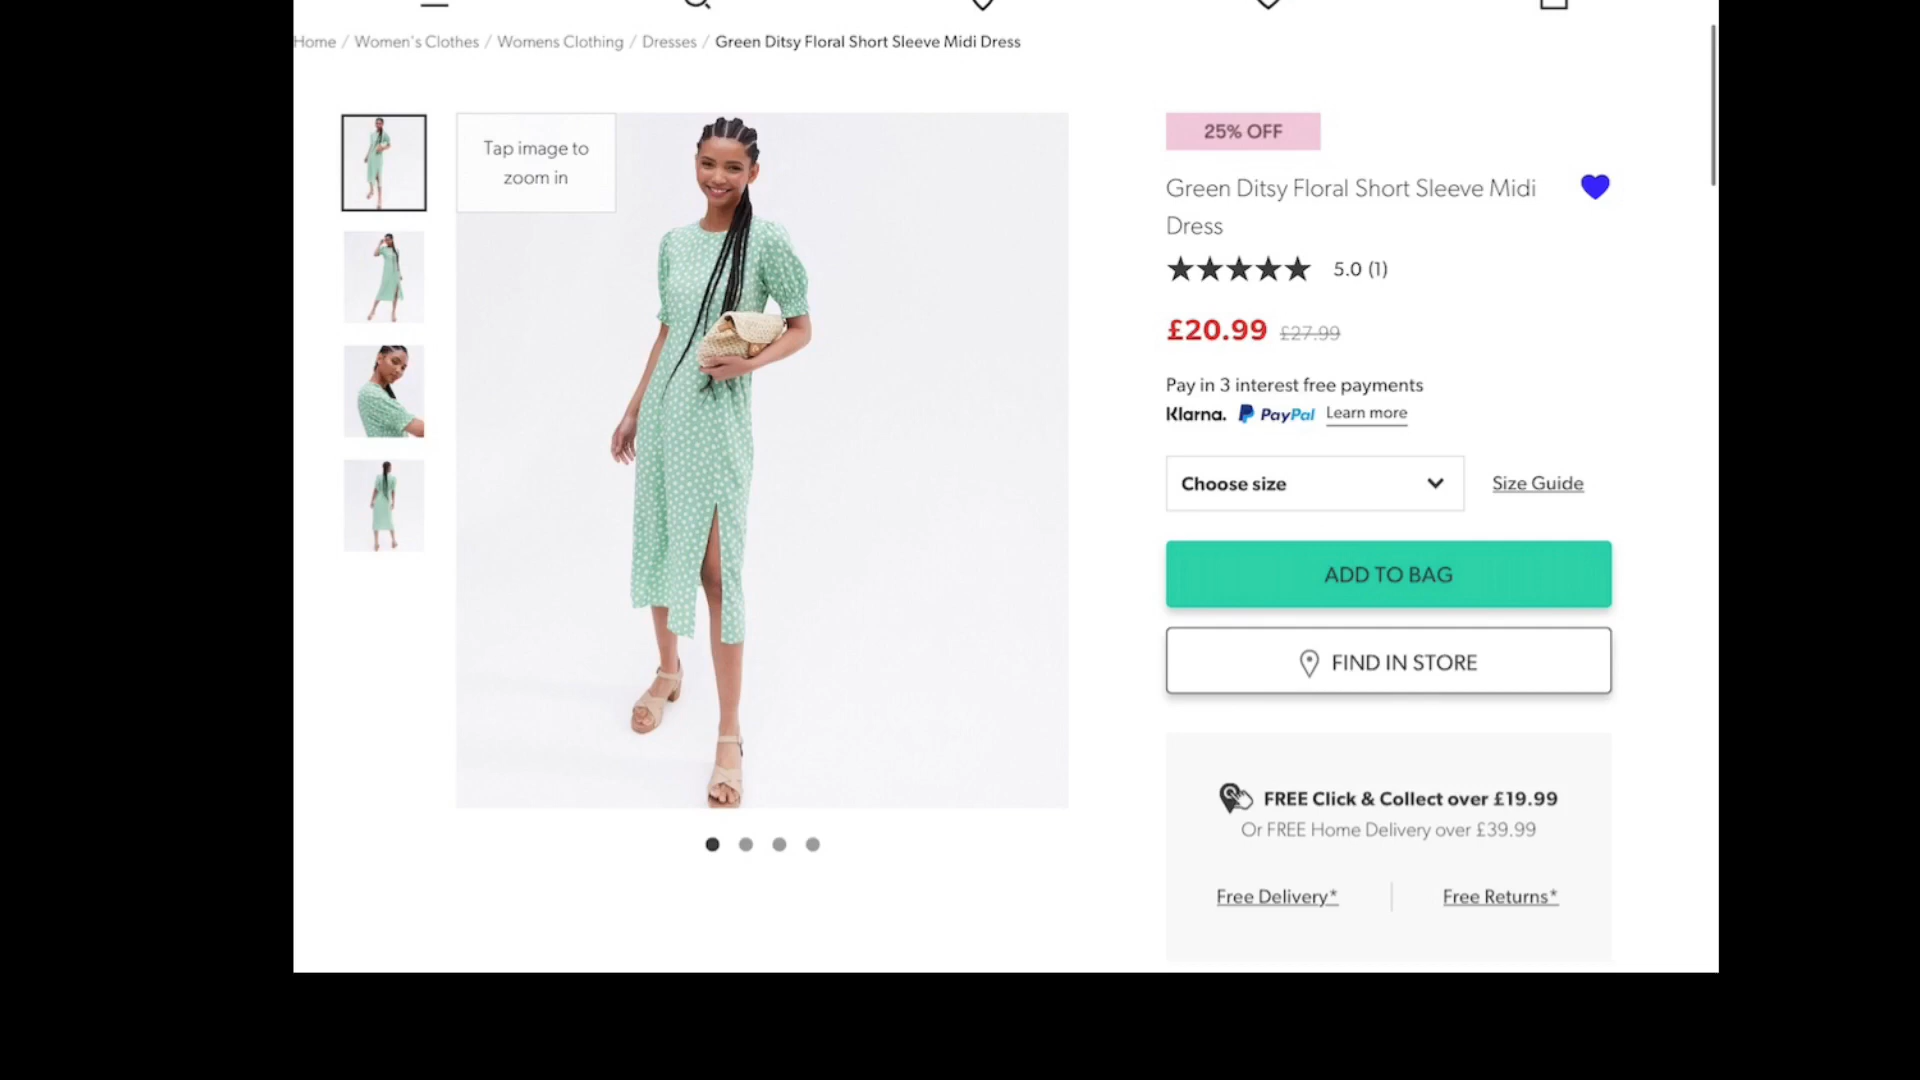 Home / Women's Clothes / Womens Clothing / Dresses / Green Ditsy Floral Short Sleeve Midi Dress
Tap image to
zoom in
25% OFF
Green Ditsy Floral Short Sleeve Midi
Dress
5.0 (1)
£20.99 £27.99
Pay in 3 interest free payments
Klarna. PayPal Learn more
Choose size
Size Guide
ADD TO BAG
FIND IN STORE
FREE Click & Collect over £19.99
Or FREE Home Delivery over £39.99
Free Delivery* Free Returns*